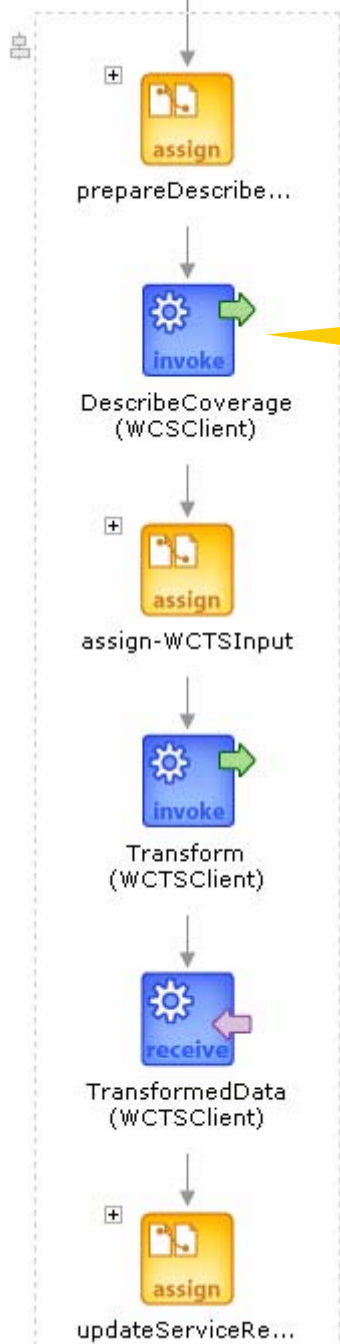 assign
prepareDescribe...
invoke
DescribeCoverage
(WCSClient)
assign
assign-WCTSInput
invoke
Transform
(WCTSClient)
receive
TransformedData
(WCTSClient)
assign
updateServiceRe...